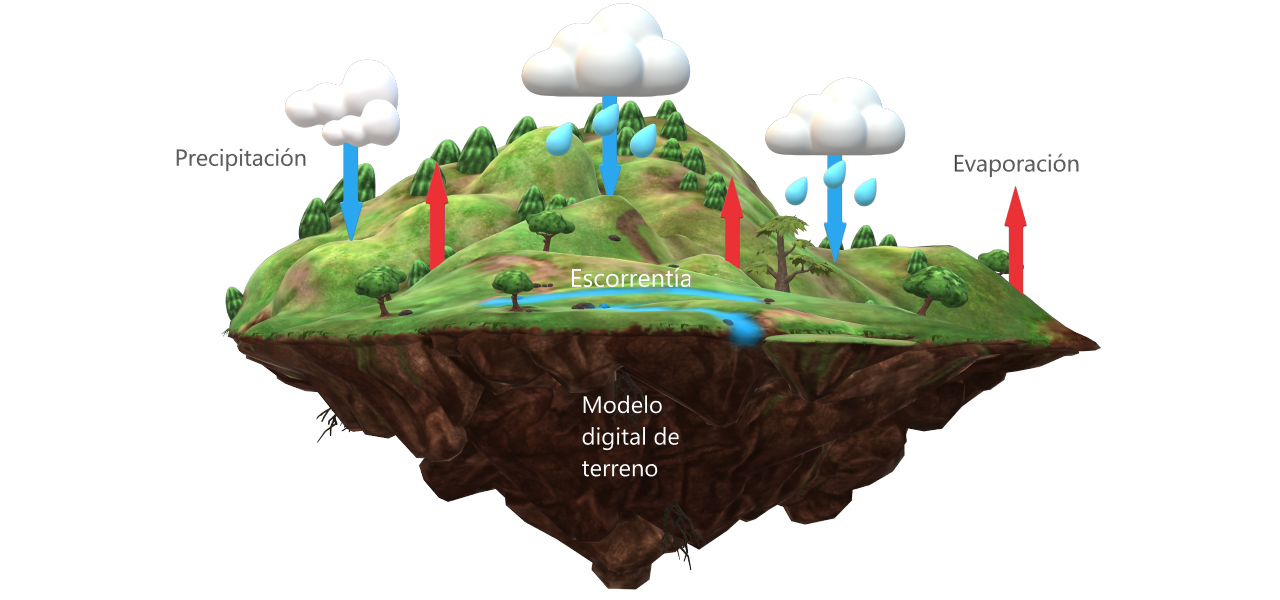 Precipitación
Evaporación
Escorrentía
Modelo
digital de
terreno